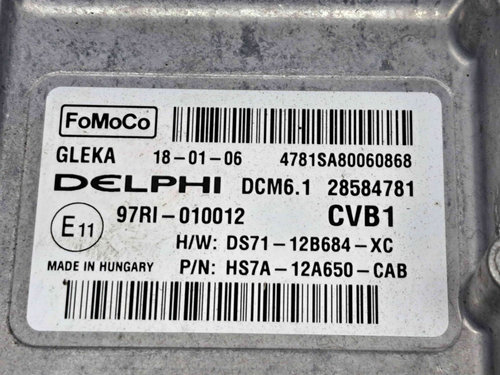 FoMoCo
GLEKA 18-01-06 4781SA80060868
DELPHI DCM6.1 28584781
E11 97RI-010012 CVB1
H/W: DS71-12B684-XC
MADE IN HUNGARY P/N: HS7A-12A650-CAB